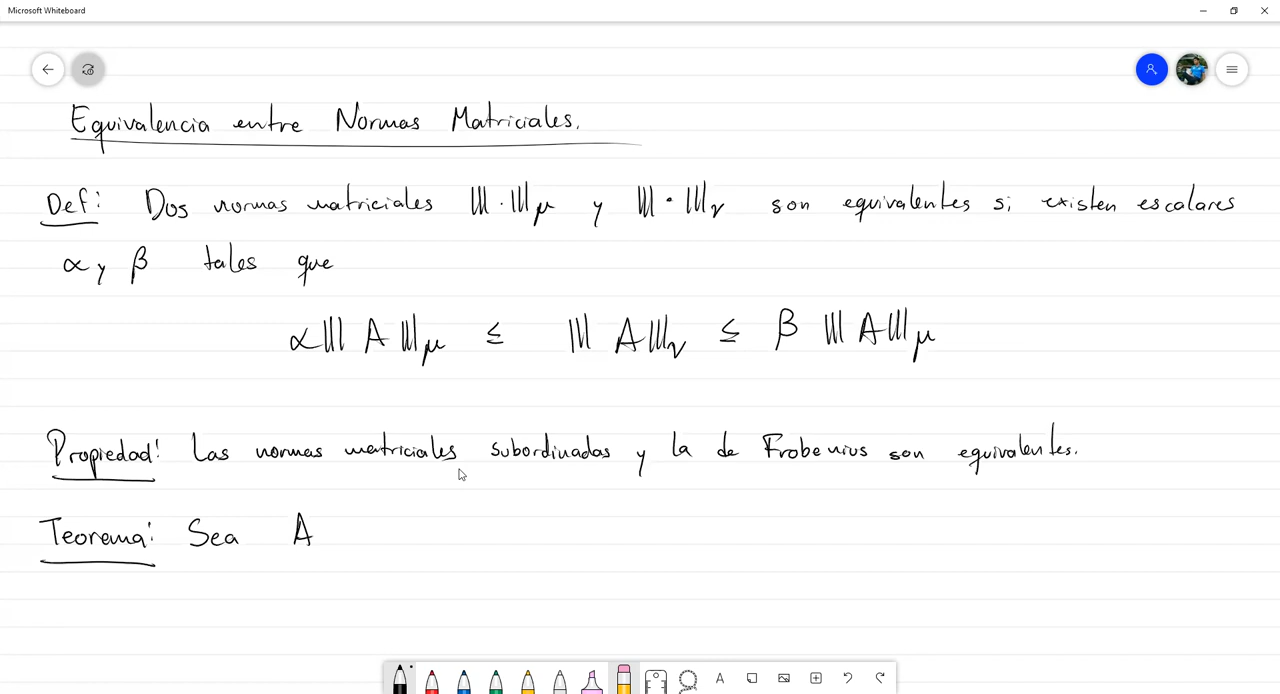 Microsoft Whiteboard
Equivalencia entre Normas Matriciales.
Def: Dos normas matriciales |||·|||μ y |||·|||ν son equivalentes si existen escalares
α y β tales que
α||| A |||μ ≤ ||| A |||ν ≤ β ||| A |||μ
Propiedad: Las normas matriciales subordinadas y la de Frobenius son equivalentes.
Teorema: Sea A
A